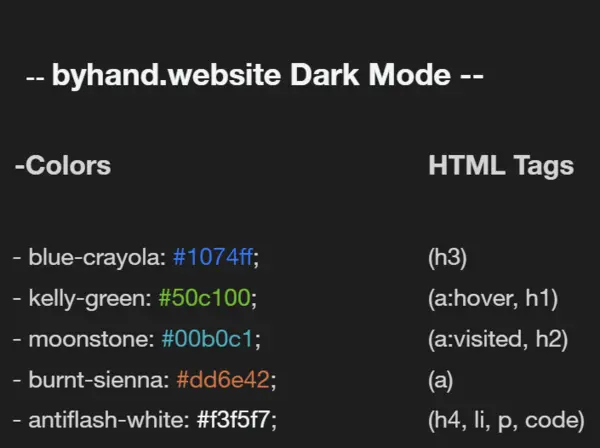 -- byhand.website Dark Mode --
-Colors HTML Tags
- blue-crayola: #1074ff; (h3)
- kelly-green: #50c100; (a:hover, h1)
- moonstone: #00b0c1; (a:visited, h2)
- burnt-sienna: #dd6e42; (a)
- antiflash-white: #f3f5f7; (h4, li, p, code)